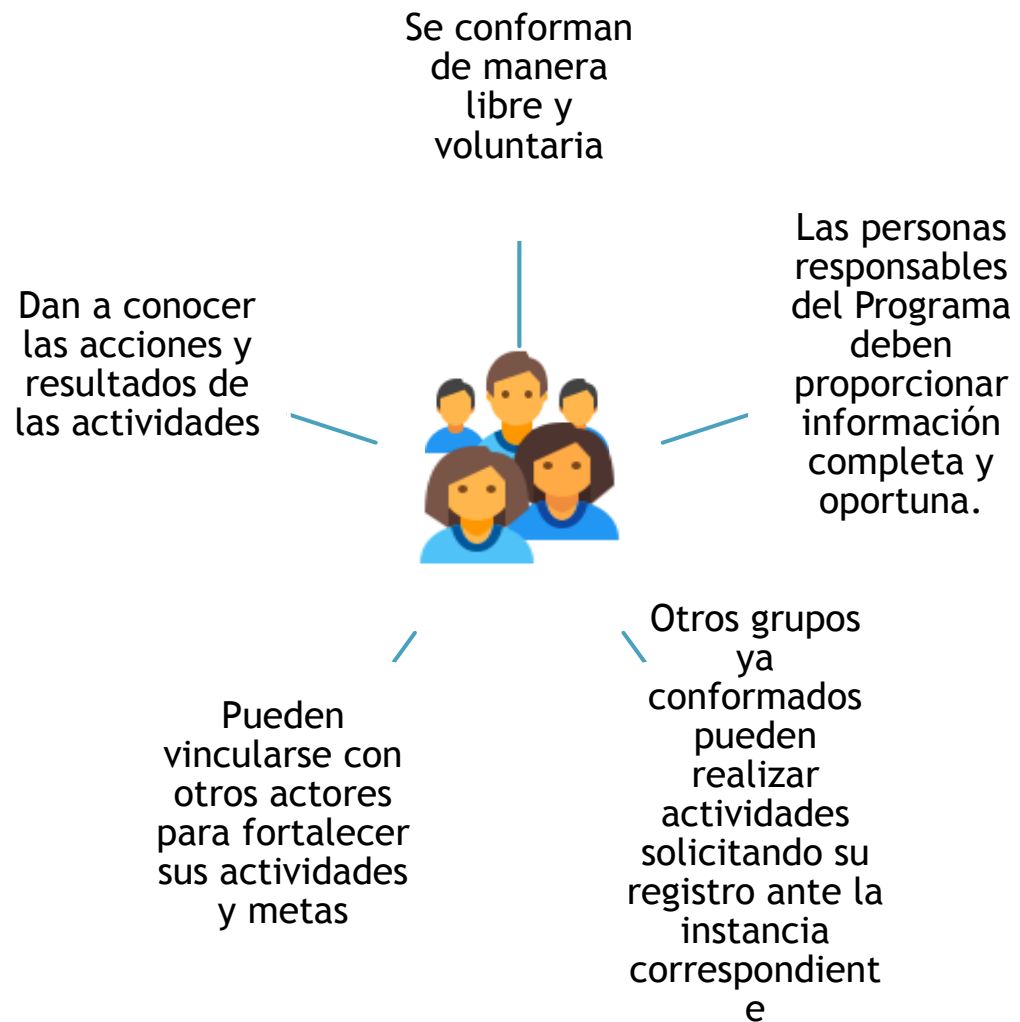 Se conforman
de manera
libre y
voluntaria
Las personas
responsables
del Programa
deben
proporcionar
información
completa y
oportuna.
Otros grupos
ya
conformados
pueden
realizar
actividades
solicitando su
registro ante la
instancia
correspondient
e
Pueden
vincularse con
otros actores
para fortalecer
sus actividades
y metas
Dan a conocer
las acciones y
resultados de
las actividades